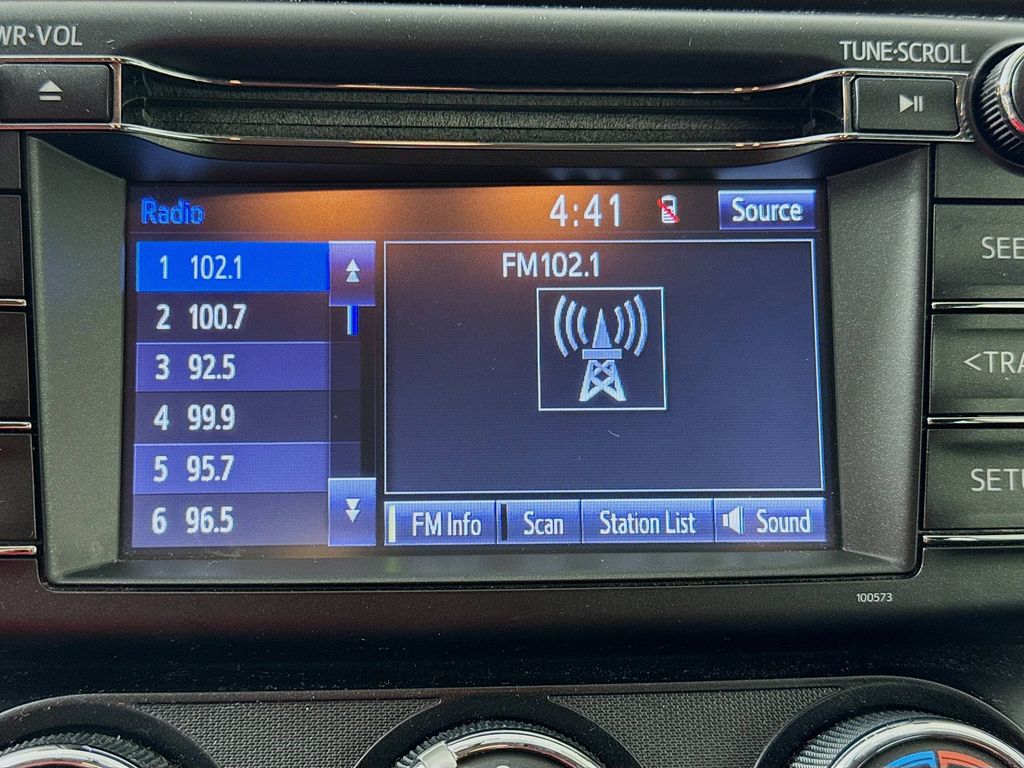 WR·VOL
TUNE·SCROLL
Radio
4:41
Source
1 102.1
2 100.7
3 92.5
4 99.9
5 95.7
6 96.5
FM102.1
FM Info
Scan
Station List
Sound
SEE
<TRA
SETU
100573